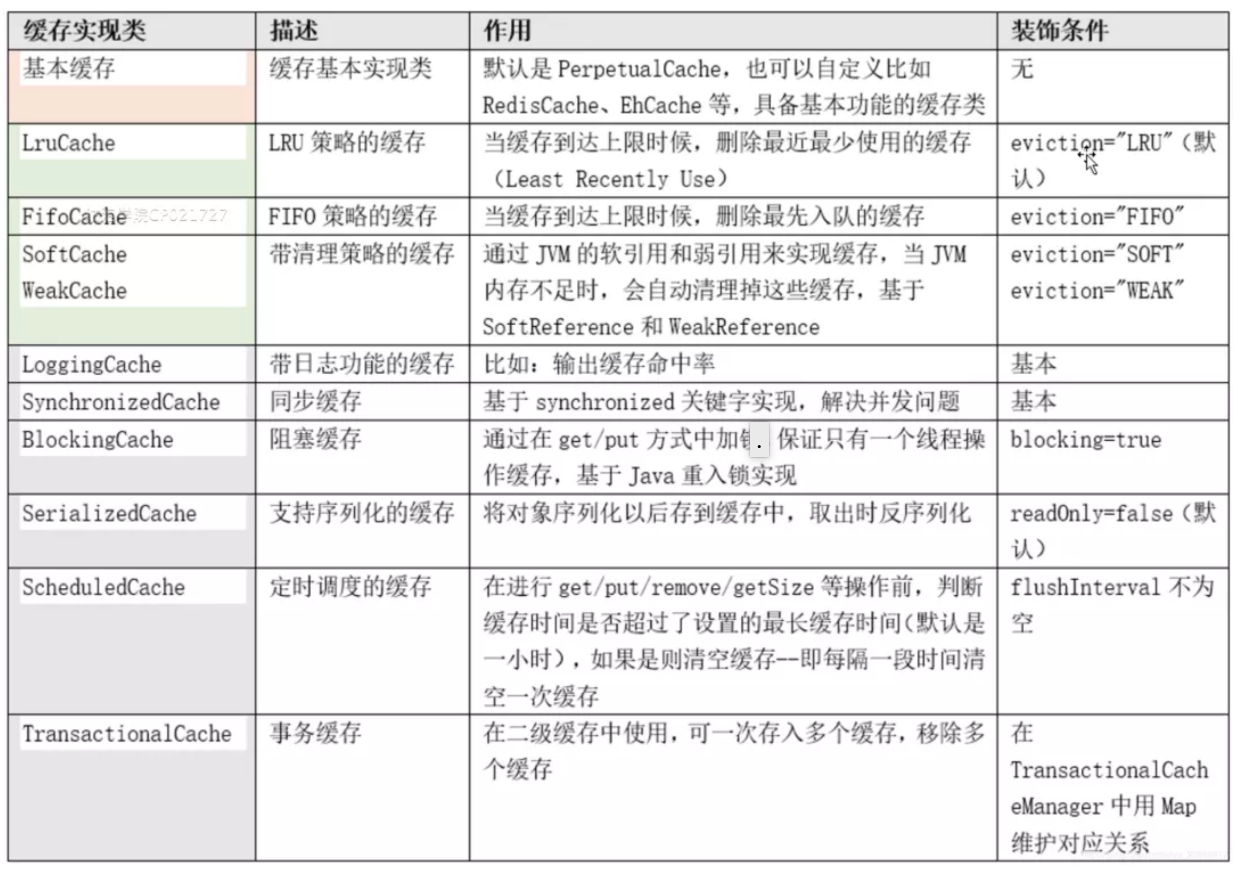 缓存实现类 描述 作用 装饰条件
基本缓存 缓存基本实现类 默认是 PerpetualCache，也可以自定义比如 无
RedisCache、EhCache 等，具备基本功能的缓存类
LruCache LRU 策略的缓存 当缓存到达上限时候，删除最近最少使用的缓存 eviction="LRU"（默
（Least Recently Use） 认）
FifoCache FIFO 策略的缓存 当缓存到达上限时候，删除最先入队的缓存 eviction="FIFO"
SoftCache 带清理策略的缓存 通过 JVM 的软引用和弱引用来实现缓存，当 JVM eviction="SOFT"
WeakCache 内存不足时，会自动清理掉这些缓存，基于 eviction="WEAK"
SoftReference 和 WeakReference
LoggingCache 带日志功能的缓存 比如：输出缓存命中率 基本
SynchronizedCache 同步缓存 基于 synchronized 关键字实现，解决并发问题 基本
BlockingCache 阻塞缓存 通过在 get/put 方式中加 保证只有一个线程操 blocking=true
作缓存，基于 Java 重入锁实现
SerializedCache 支持序列化的缓存 将对象序列化以后存到缓存中，取出时反序列化 readOnly=false（默
认）
ScheduledCache 定时调度的缓存 在进行 get/put/remove/getSize 等操作前，判断 flushInterval 不为
缓存时间是否超过了设置的最长缓存时间（默认是 空
一小时），如果是则清空缓存--即每隔一段时间清
空一次缓存
TransactionalCache 事务缓存 在二级缓存中使用，可一次存入多个缓存，移除多 在
个缓存 TransactionalCach
eManager 中用 Map
维护对应关系